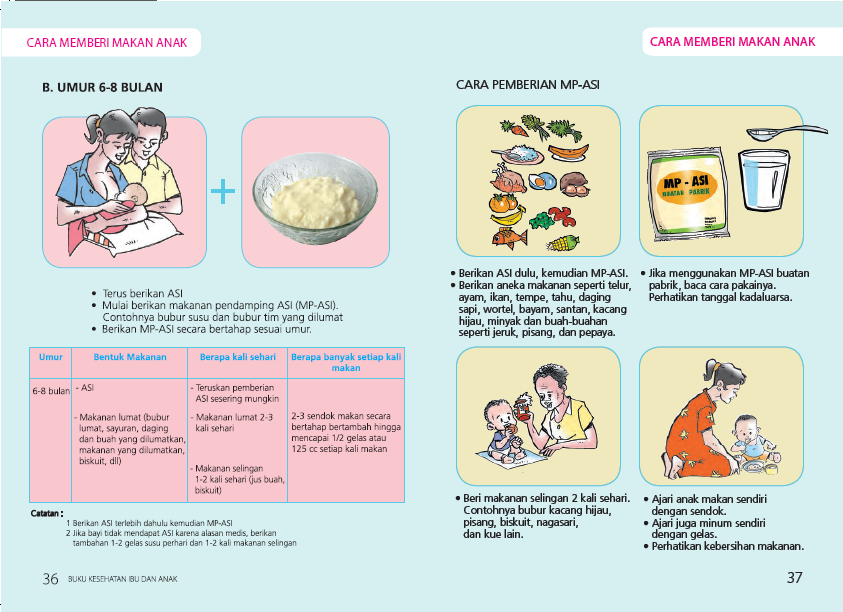 CARA MEMBERI MAKAN ANAK
B. UMUR 6-8 BULAN
• Terus berikan ASI
• Mulai berikan makanan pendamping ASI (MP-ASI).
Contohnya bubur susu dan bubur tim yang dilumat
• Berikan MP-ASI secara bertahap sesuai umur.
Umur
Bentuk Makanan
Berapa kali sehari
Berapa banyak setiap kali
makan
6-8 bulan
- ASI
- Teruskan pemberian
ASI sesering mungkin
- Makanan lumat (bubur
lumat, sayuran, daging
dan buah yang dilumatkan,
makanan yang dilumatkan,
biskuit, dll)
- Makanan lumat 2-3
kali sehari
- Makanan selingan
1-2 kali sehari (jus buah,
biskuit)
2-3 sendok makan secara
bertahap bertambah hingga
mencapai 1/2 gelas atau
125 cc setiap kali makan
Catatan :
1 Berikan ASI terlebih dahulu kemudian MP-ASI
2 Jika bayi tidak mendapat ASI karena alasan medis, berikan
tambahan 1-2 gelas susu perhari dan 1-2 kali makanan selingan
36 BUKU KESEHATAN IBU DAN ANAK
CARA MEMBERI MAKAN ANAK
CARA PEMBERIAN MP-ASI
MP - ASI
BUATAN PABRIK
• Berikan ASI dulu, kemudian MP-ASI.
• Berikan aneka makanan seperti telur,
ayam, ikan, tempe, tahu, daging
sapi, wortel, bayam, santan, kacang
hijau, minyak dan buah-buahan
seperti jeruk, pisang, dan pepaya.
• Jika menggunakan MP-ASI buatan
pabrik, baca cara pakainya.
Perhatikan tanggal kadaluarsa.
• Beri makanan selingan 2 kali sehari.
Contohnya bubur kacang hijau,
pisang, biskuit, nagasari,
dan kue lain.
• Ajari anak makan sendiri
dengan sendok.
• Ajari juga minum sendiri
dengan gelas.
• Perhatikan kebersihan makanan.
37